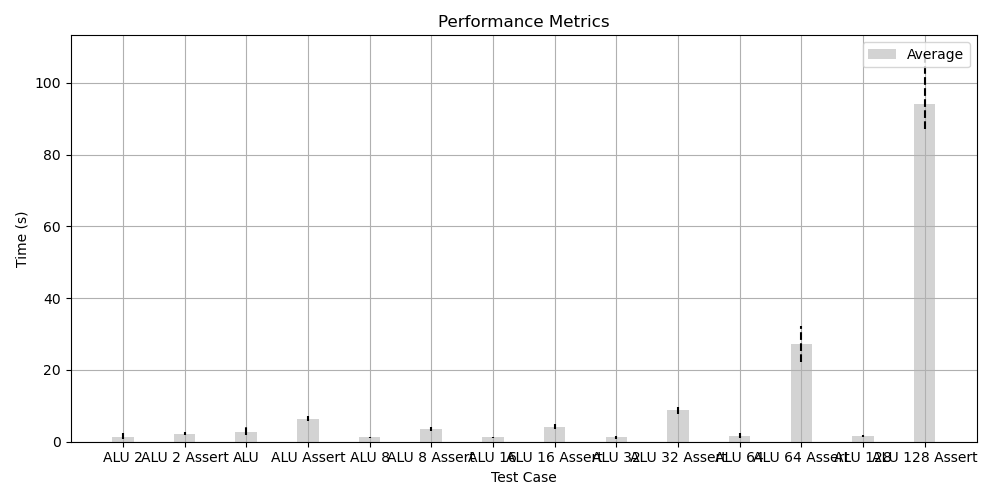 Performance Metrics
Average
Time (s)
100
80
60
40
20
0
ALU 2
ALU 2 Assert
ALU
ALU Assert
ALU 8
ALU 8 Assert
ALU 16
ALU 16 Assert
ALU 32
ALU 32 Assert
ALU 64
ALU 64 Assert
ALU 128
ALU 128 Assert
Test Case